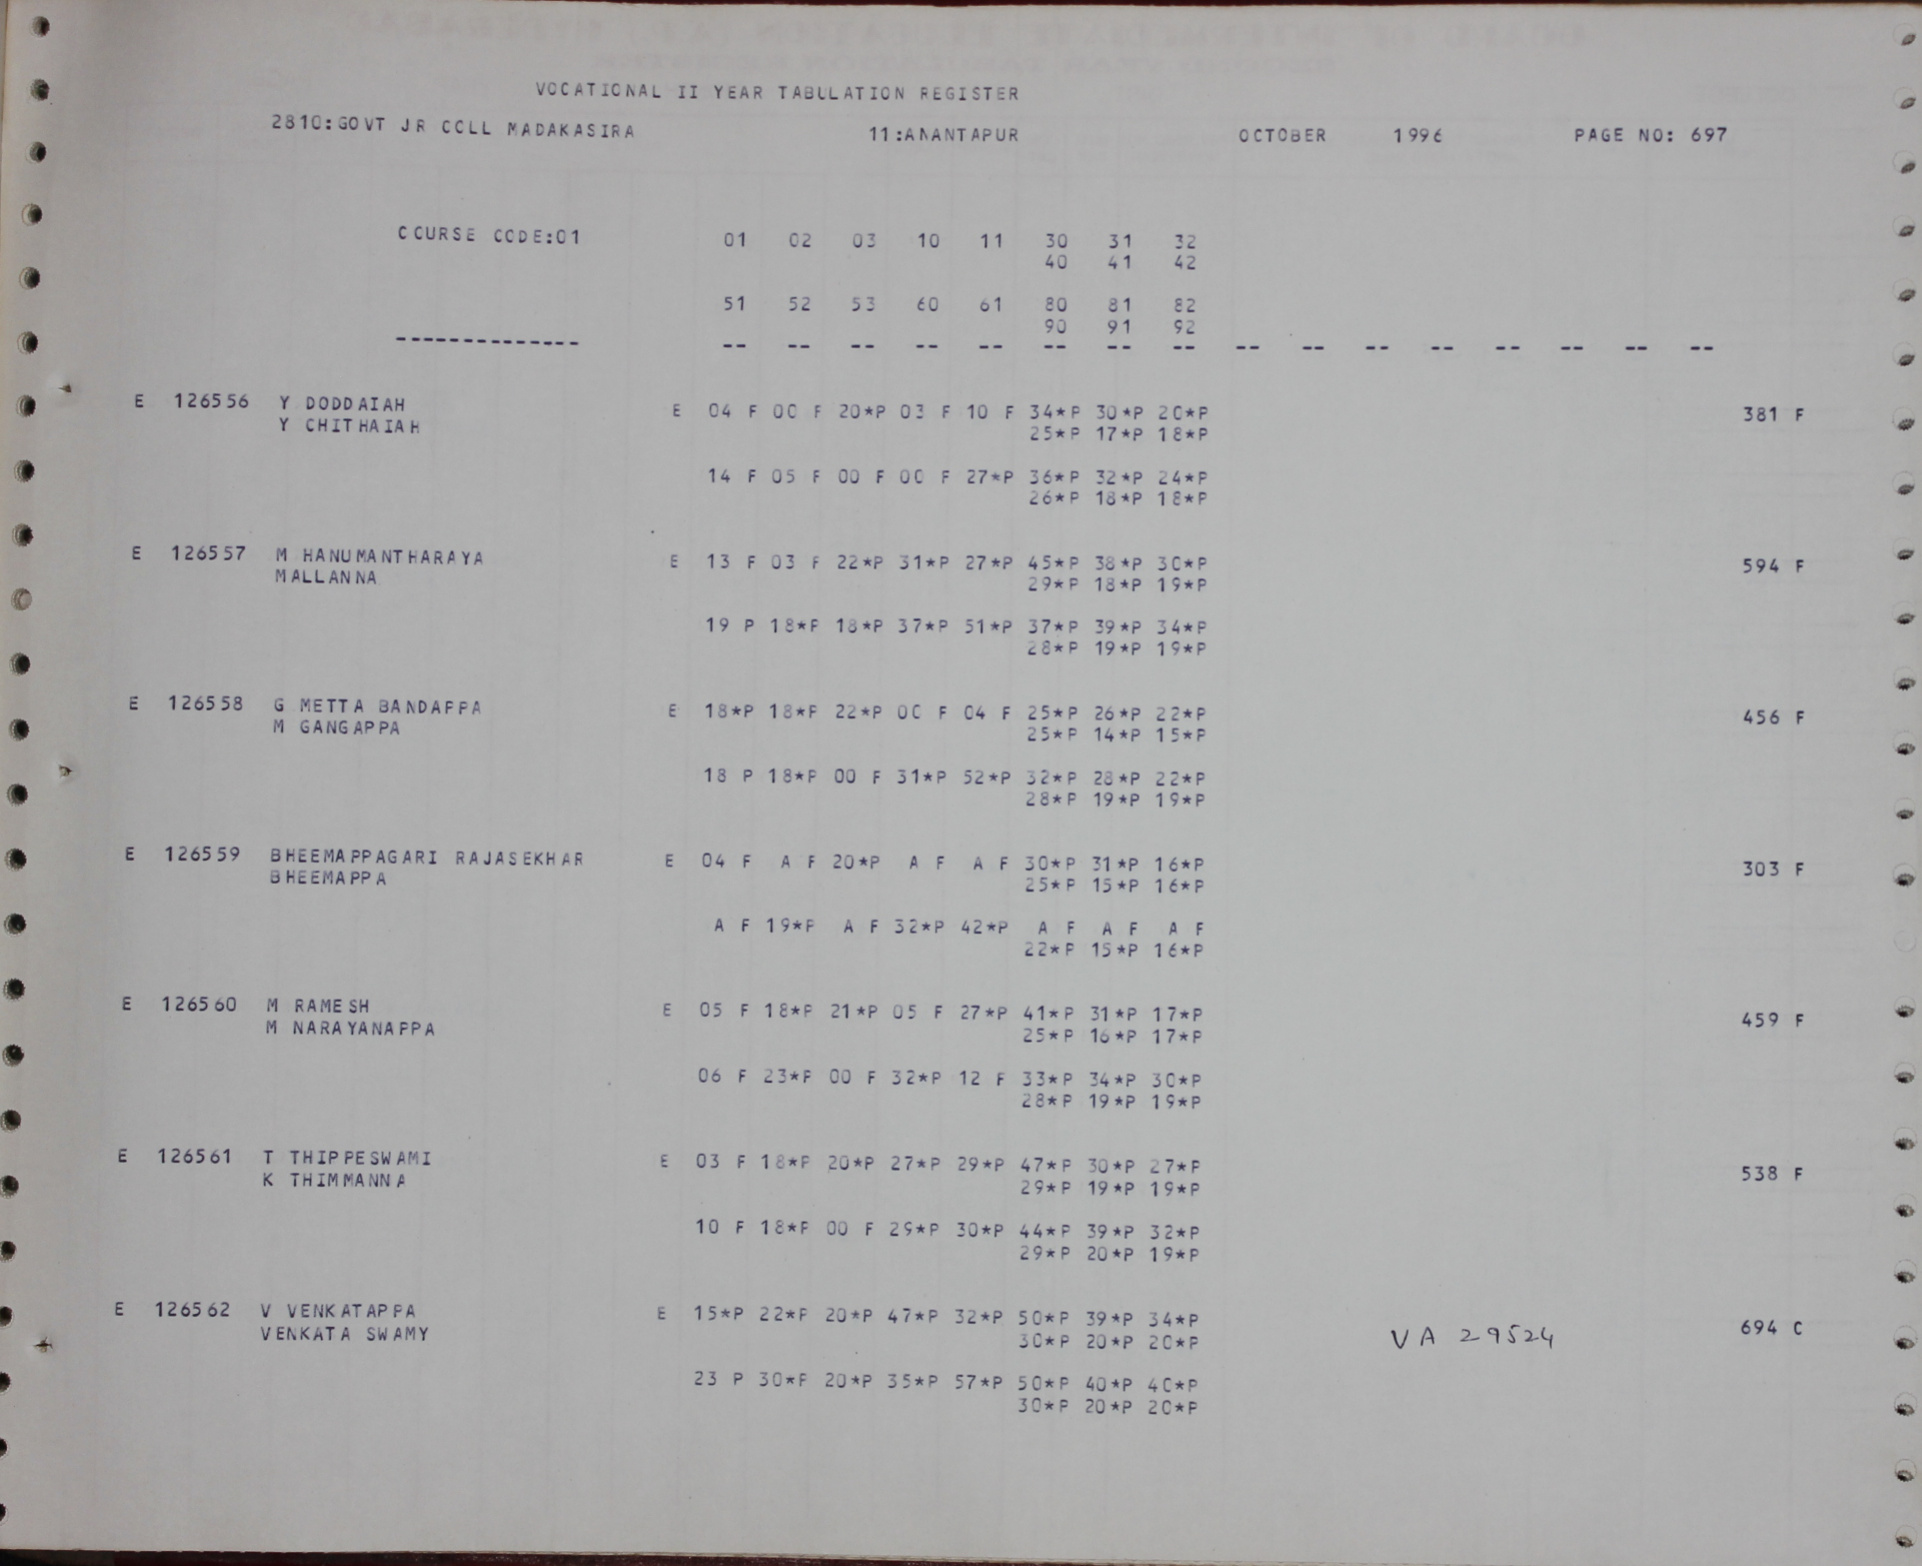 VOCATIONAL II YEAR TABULATION REGISTER
2810:GOVT JR COLL MADAKASIRA 11:ANANTAPUR OCTOBER 1996 PAGE NO: 697
COURSE CODE:01 01 02 03 10 11 30 31 32
40 41 42
51 52 53 60 61 80 81 82
90 91 92
-------------- -- -- -- -- -- -- -- -- -- -- -- -- -- -- -- --
E 126556 Y DODDAIAH E 04 F 00 F 20*P 03 F 10 F 34*P 30*P 20*P 381 F
Y CHITHAIAH 25*P 17*P 18*P
14 F 05 F 00 F 00 F 27*P 36*P 32*P 24*P
26*P 18*P 18*P
E 126557 M HANUMANTHARAYA E 13 F 03 F 22*P 31*P 27*P 45*P 38*P 30*P 594 F
MALLANNA 29*P 18*P 19*P
19 P 18*P 18*P 37*P 51*P 37*P 39*P 34*P
28*P 19*P 19*P
E 126558 G METTA BANDAPPA E 18*P 18*P 22*P 00 F 04 F 25*P 26*P 22*P 456 F
M GANGAPPA 25*P 14*P 15*P
18 P 18*P 00 F 31*P 52*P 32*P 28*P 22*P
28*P 19*P 19*P
E 126559 BHEEMAPPAGARI RAJASEKHAR E 04 F A F 20*P A F A F 30*P 31*P 16*P 303 F
BHEEMAPPA 25*P 15*P 16*P
A F 19*P A F 32*P 42*P A F A F A F
22*P 15*P 16*P
E 126560 M RAMESH E 05 F 18*P 21*P 05 F 27*P 41*P 31*P 17*P 459 F
M NARAYANAPPA 25*P 16*P 17*P
06 F 23*P 00 F 32*P 12 F 33*P 34*P 30*P
28*P 19*P 19*P
E 126561 T THIPPESWAMI E 03 F 18*P 20*P 27*P 29*P 47*P 30*P 27*P 538 F
K THIMMANNA 29*P 19*P 19*P
10 F 18*P 00 F 29*P 30*P 44*P 39*P 32*P
29*P 20*P 19*P
E 126562 V VENKATAPPA E 15*P 22*P 20*P 47*P 32*P 50*P 39*P 34*P 694 C
VENKATA SWAMY 30*P 20*P 20*P VA 29524
23 P 30*P 20*P 35*P 57*P 50*P 40*P 40*P
30*P 20*P 20*P